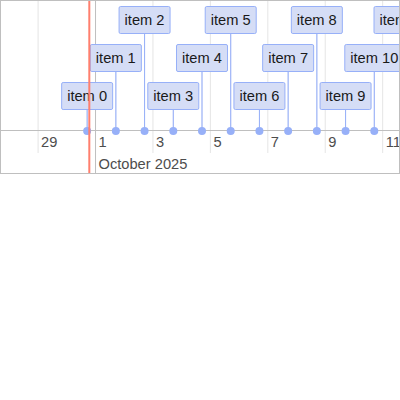 item 2 item 5 item 8
item 1 item 4 item 7 item 10
item 0 item 3 item 6 item 9
29 1 3 5 7 9 11
October 2025